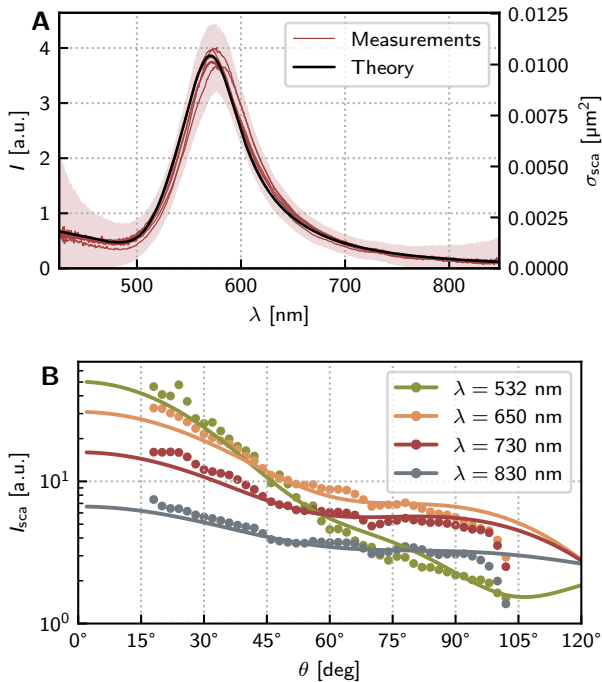 A
Measurements
Theory
I [a.u.]
0
1
2
3
4
σsca [µm²]
0.0000
0.0025
0.0050
0.0075
0.0100
0.0125
500 600 700 800
λ [nm]
B
λ = 532 nm
λ = 650 nm
λ = 730 nm
λ = 830 nm
Isca [a.u.]
10¹
10⁰
0° 15° 30° 45° 60° 75° 90° 105° 120°
θ [deg]